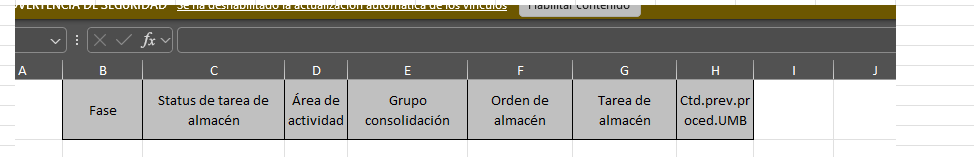 VERTENCIA DE SEGURIDAD Se ha deshabilitado la actualización automática de los vínculos Habilitar contenido
fx
A B C D E F G H I J
Fase Status de tarea de almacén Área de actividad Grupo consolidación Orden de almacén Tarea de almacén Ctd.prev.proced.UMB